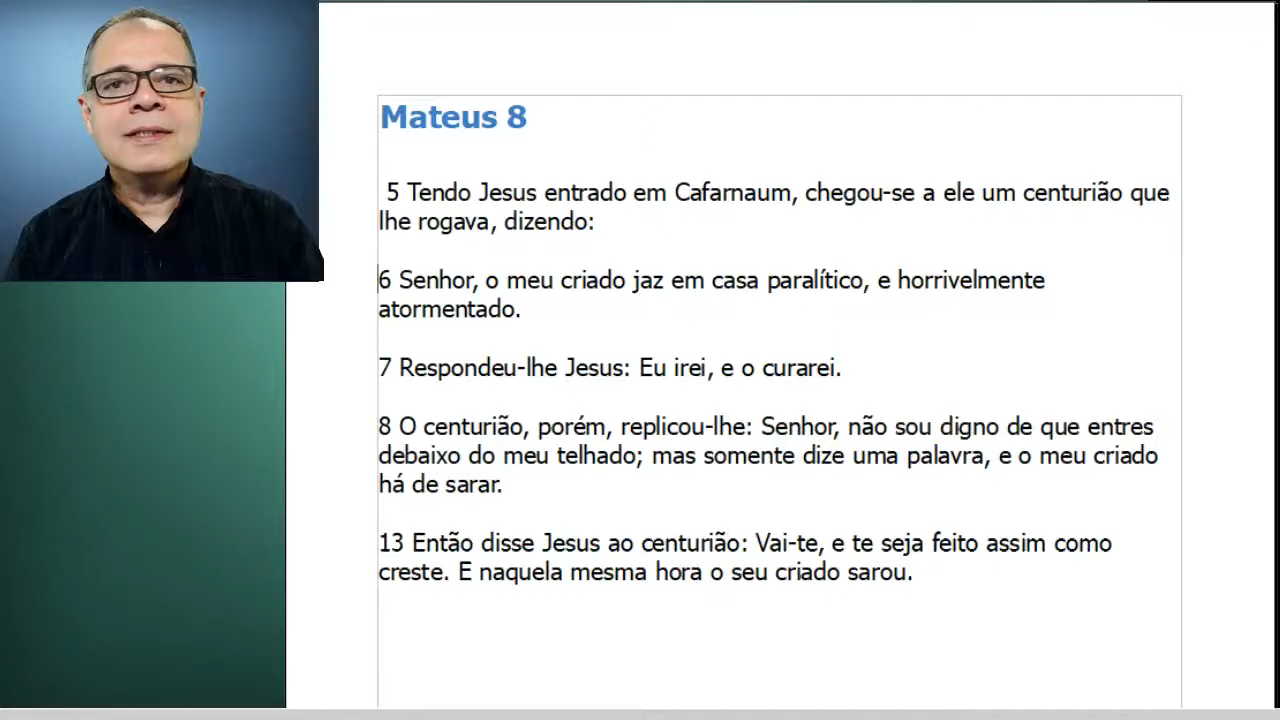 Mateus 8
5 Tendo Jesus entrado em Cafarnaum, chegou-se a ele um centurião que
lhe rogava, dizendo:
6 Senhor, o meu criado jaz em casa paralítico, e horrivelmente
atormentado.
7 Respondeu-lhe Jesus: Eu irei, e o curarei.
8 O centurião, porém, replicou-lhe: Senhor, não sou digno de que entres
debaixo do meu telhado; mas somente dize uma palavra, e o meu criado
há de sarar.
13 Então disse Jesus ao centurião: Vai-te, e te seja feito assim como
creste. E naquela mesma hora o seu criado sarou.